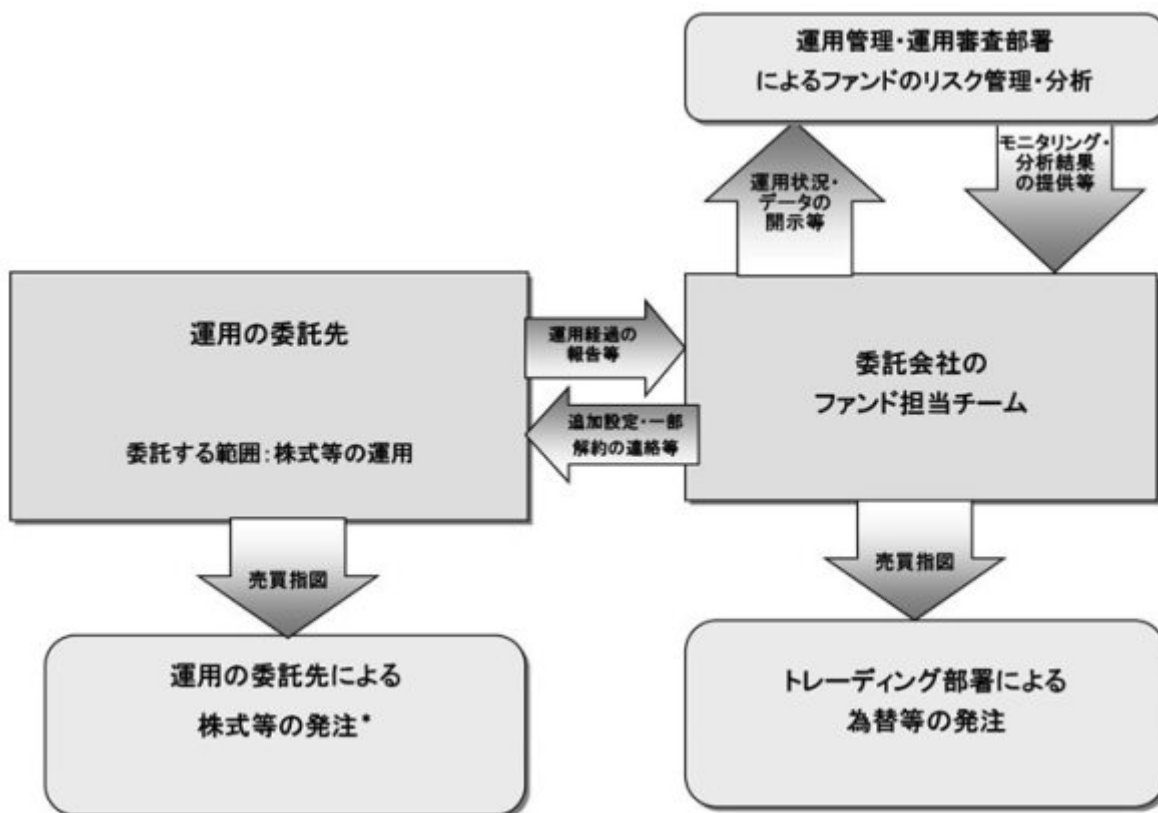 運用管理・運用審査部署
によるファンドのリスク管理・分析
運用状況・
データの
開示等
モニタリング・
分析結果
の提供等
運用の委託先
委託する範囲:株式等の運用
運用経過の
報告等
追加設定・一部
解約の連絡等
委託会社の
ファンド担当チーム
売買指図
売買指図
運用の委託先による
株式等の発注*
トレーディング部署による
為替等の発注